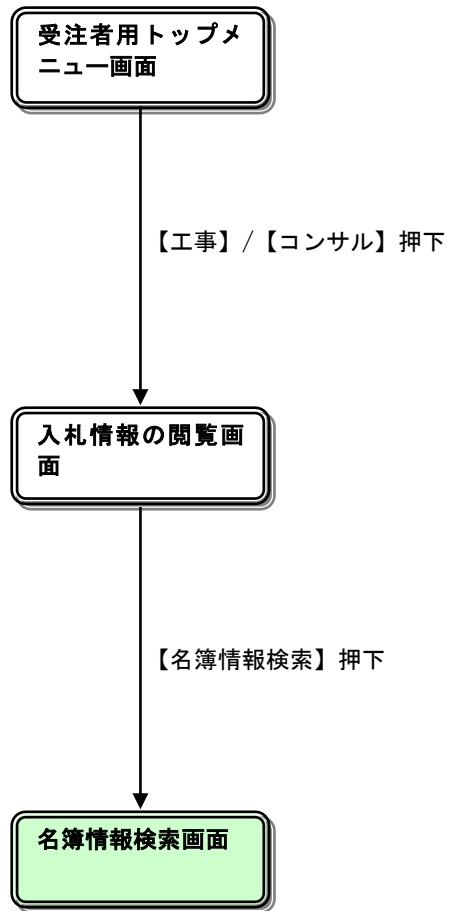 受注者用トップメ
ニュー画面
【工事】/【コンサル】押下
入札情報の閲覧画
面
【名簿情報検索】押下
名簿情報検索画面